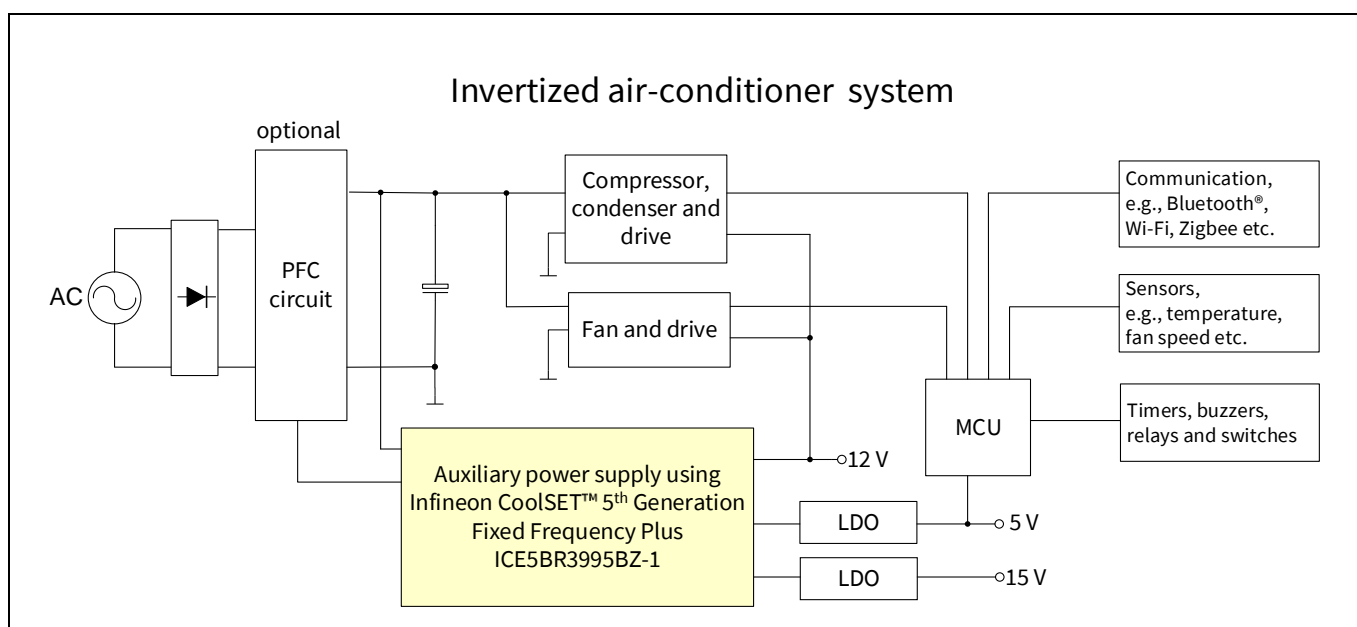 Invertized air-conditioner system
optional
AC
PFC
circuit
Compressor,
condenser and
drive
Fan and drive
Communication,
e.g., Bluetooth®,
Wi-Fi, Zigbee etc.
Sensors,
e.g., temperature,
fan speed etc.
MCU
Timers, buzzers,
relays and switches
Auxiliary power supply using
Infineon CoolSET™ 5th Generation
Fixed Frequency Plus
ICE5BR3995BZ-1
12 V
LDO
5 V
LDO
15 V